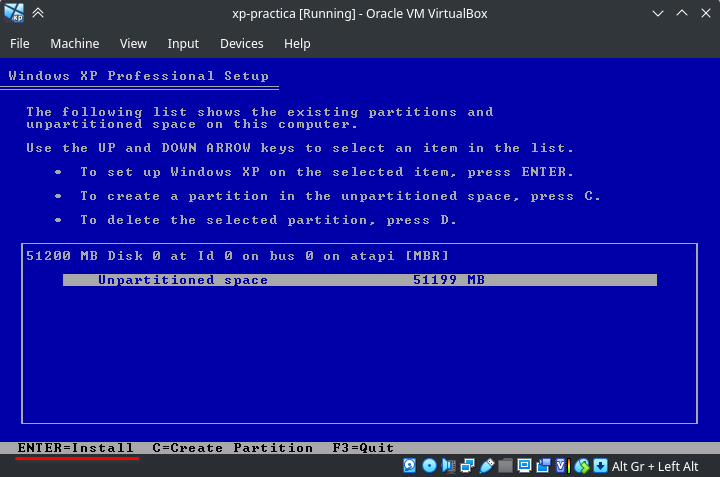 xp-practica [Running] - Oracle VM VirtualBox
File Machine View Input Devices Help
Windows XP Professional Setup
The following list shows the existing partitions and
unpartitioned space on this computer.
Use the UP and DOWN ARROW keys to select an item in the list.
• To set up Windows XP on the selected item, press ENTER.
• To create a partition in the unpartitioned space, press C.
• To delete the selected partition, press D.
51200 MB Disk 0 at Id 0 on bus 0 on atapi [MBR]
Unpartitioned space 51199 MB
ENTER=Install C=Create Partition F3=Quit
Alt Gr + Left Alt